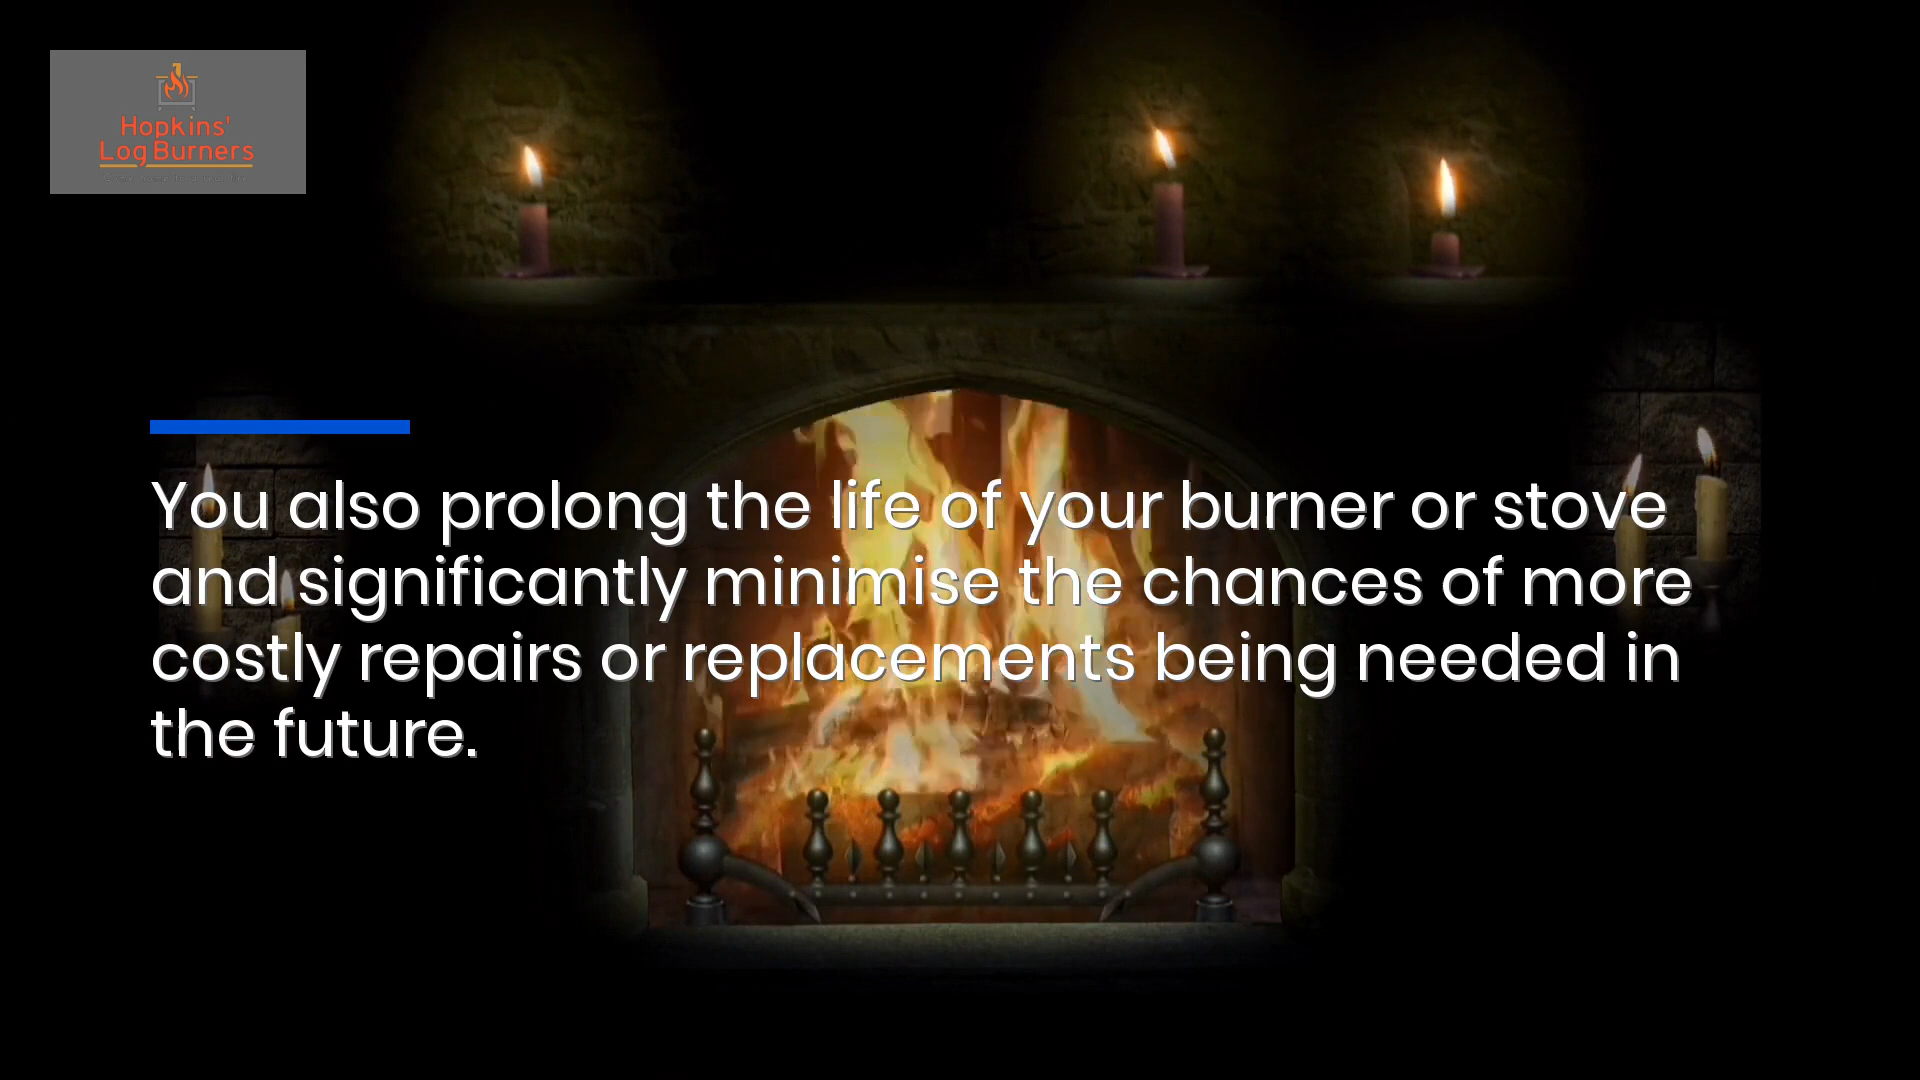 Hopkins'
Log Burners
You also prolong the life of your burner or stove
and significantly minimise the chances of more
costly repairs or replacements being needed in
the future.